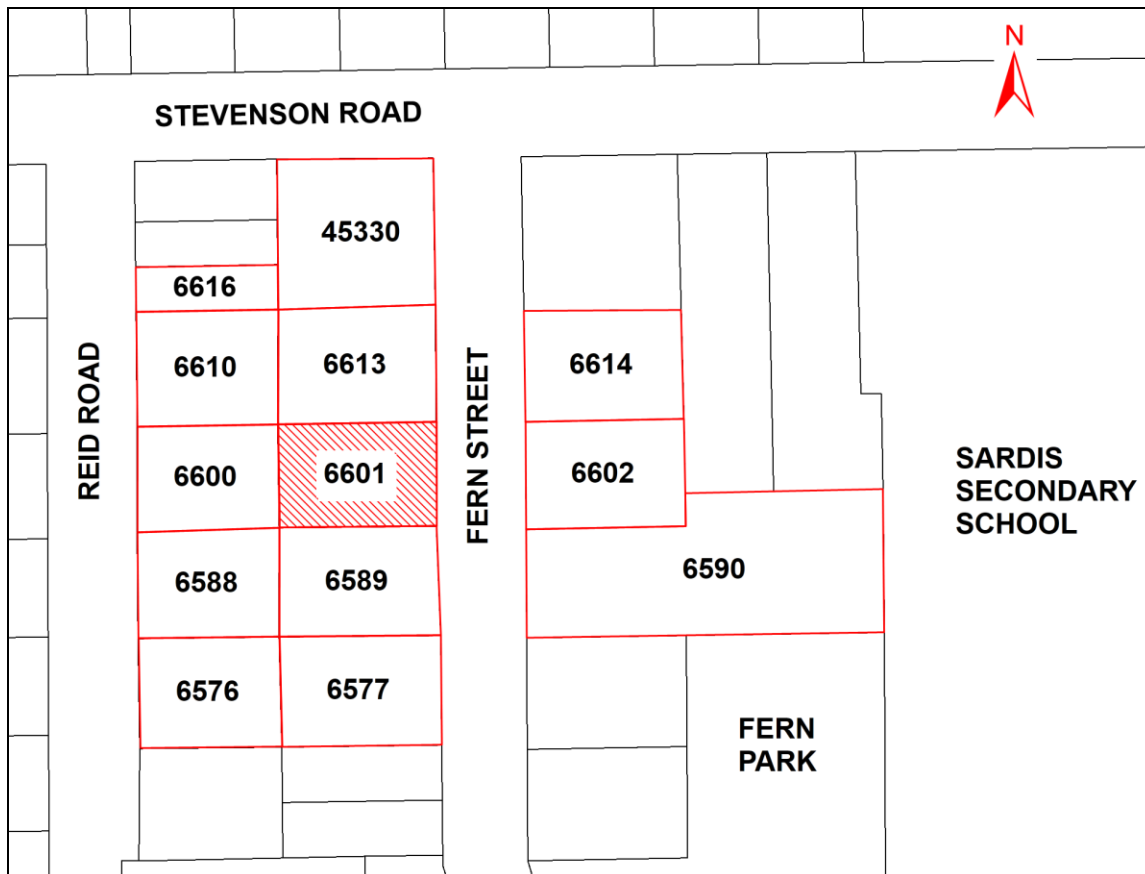 N
STEVENSON ROAD
45330
6616
6610
6613
6614
REID ROAD
FERN STREET
6600
6601
6602
SARDIS
SECONDARY
SCHOOL
6588
6589
6590
6576
6577
FERN
PARK